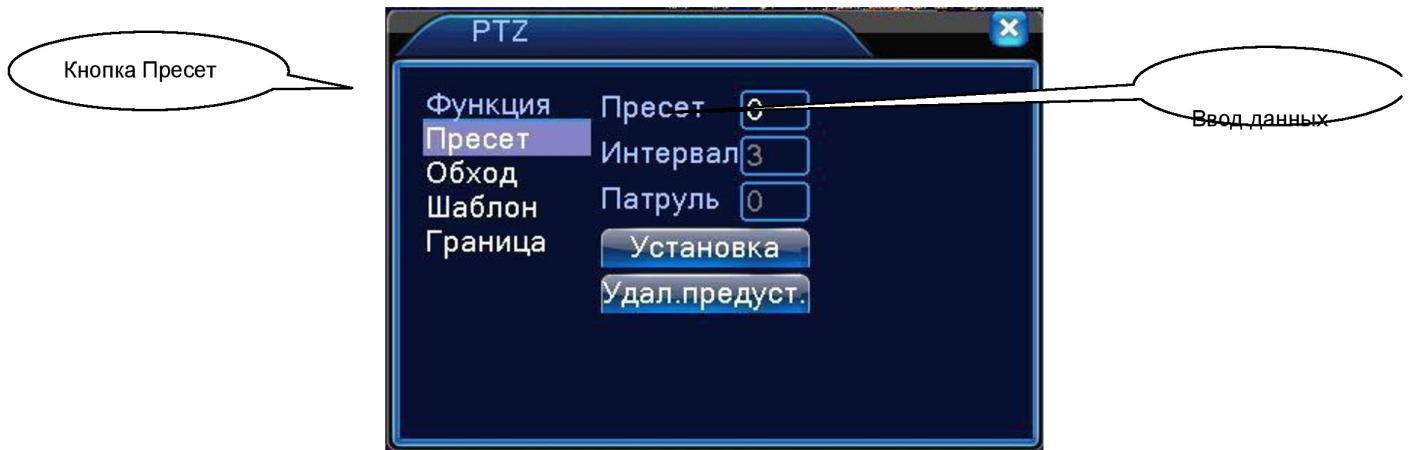 PTZ
Кнопка Пресет
Ввод данных
Функция
Пресет
Обход
Шаблон
Граница
Пресет 0
Интервал 3
Патруль 0
Установка
Удал.предуст.